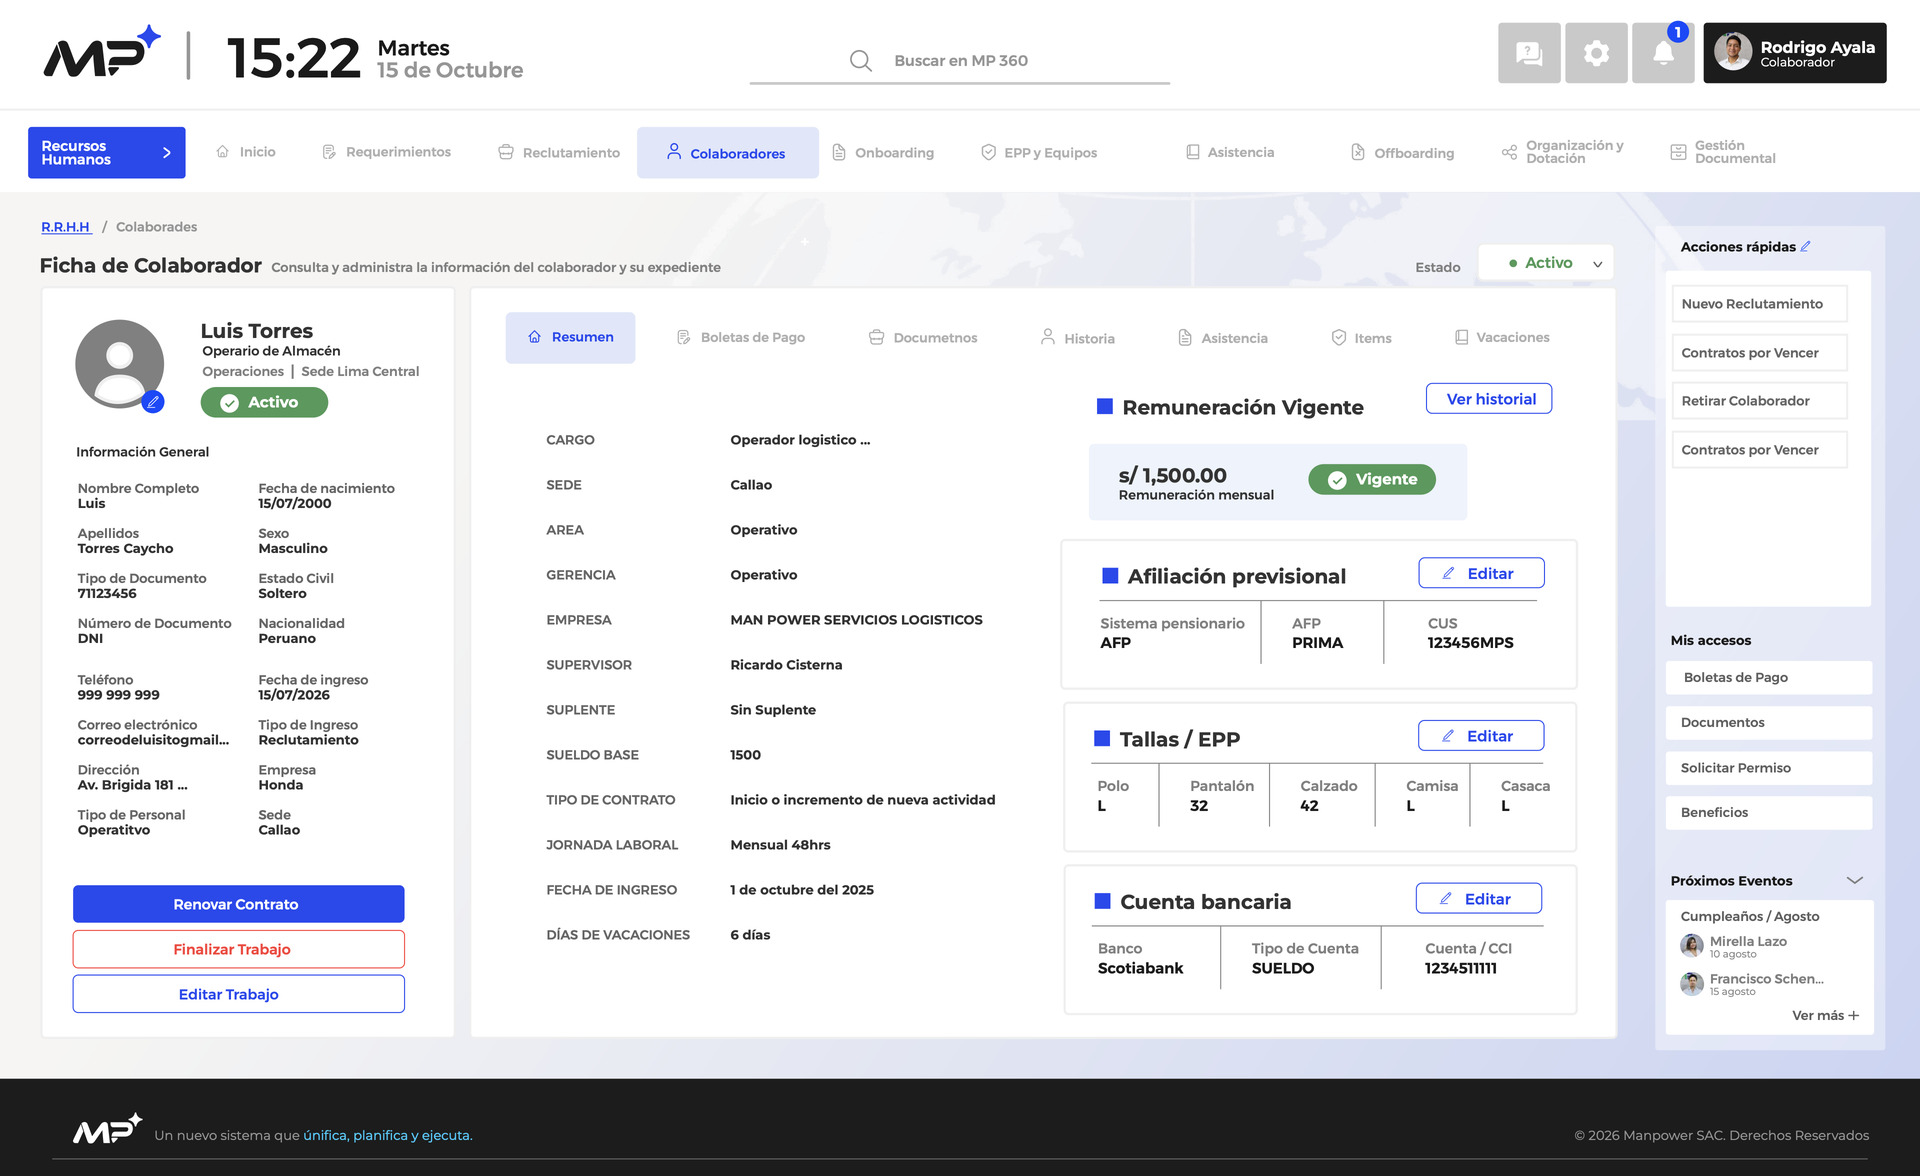 MP
15:22
Martes
15 de Octubre
Buscar en MP 360
1
Rodrigo Ayala
Colaborador
Recursos
Humanos
Inicio
Requerimientos
Reclutamiento
Colaboradores
Onboarding
EPP y Equipos
Asistencia
Offboarding
Organización y
Dotación
Gestión
Documental
R.R.H.H / Colaborades
Ficha de Colaborador
Consulta y administra la información del colaborador y su expediente
Estado
Activo
Luis Torres
Operario de Almacén
Operaciones | Sede Lima Central
Activo
Información General
Nombre Completo
Luis
Fecha de nacimiento
15/07/2000
Apellidos
Torres Caycho
Sexo
Masculino
Tipo de Documento
71123456
Estado Civil
Soltero
Número de Documento
DNI
Nacionalidad
Peruano
Teléfono
999 999 999
Fecha de ingreso
15/07/2026
Correo electrónico
correodeluisitogmail...
Tipo de Ingreso
Reclutamiento
Dirección
Av. Brigida 181 ...
Empresa
Honda
Tipo de Personal
Operatitvo
Sede
Callao
Renovar Contrato
Finalizar Trabajo
Editar Trabajo
Resumen
Boletas de Pago
Documetnos
Historia
Asistencia
Items
Vacaciones
CARGO Operador logistico ...
SEDE Callao
AREA Operativo
GERENCIA Operativo
EMPRESA MAN POWER SERVICIOS LOGISTICOS
SUPERVISOR Ricardo Cisterna
SUPLENTE Sin Suplente
SUELDO BASE 1500
TIPO DE CONTRATO Inicio o incremento de nueva actividad
JORNADA LABORAL Mensual 48hrs
FECHA DE INGRESO 1 de octubre del 2025
DÍAS DE VACACIONES 6 días
Remuneración Vigente
Ver historial
s/ 1,500.00
Remuneración mensual
Vigente
Afiliación previsional
Editar
Sistema pensionario
AFP
AFP
PRIMA
CUS
123456MPS
Tallas / EPP
Editar
Polo
L
Pantalón
32
Calzado
42
Camisa
L
Casaca
L
Cuenta bancaria
Editar
Banco
Scotiabank
Tipo de Cuenta
SUELDO
Cuenta / CCI
1234511111
Acciones rápidas
Nuevo Reclutamiento
Contratos por Vencer
Retirar Colaborador
Contratos por Vencer
Mis accesos
Boletas de Pago
Documentos
Solicitar Permiso
Beneficios
Próximos Eventos
Cumpleaños / Agosto
Mirella Lazo
10 agosto
Francisco Schen...
15 agosto
Ver más +
MP
Un nuevo sistema que únifica, planifica y ejecuta.
© 2026 Manpower SAC. Derechos Reservados